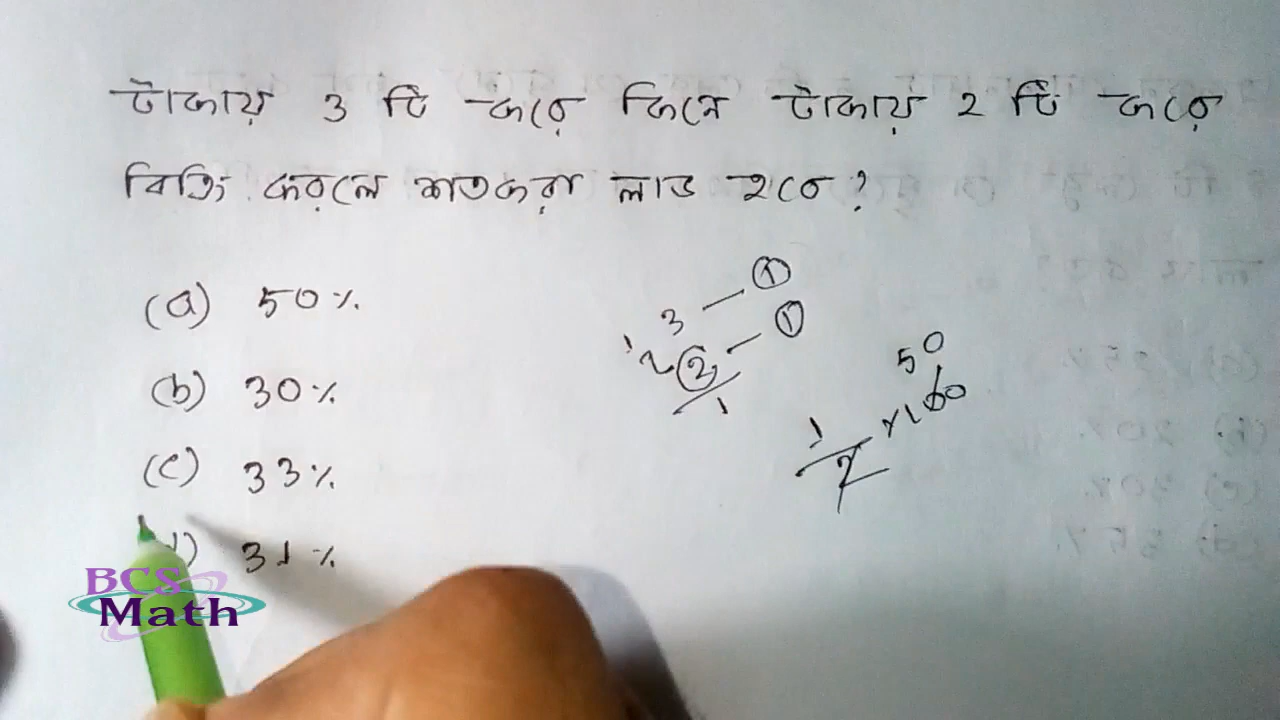 টাকায় 3 টি করে কিনে টাকায় 2 টি করে
বিক্রি করলে শতকরা লাভ হবে?
(a) 50%
(b) 30%
(c) 33%
(d) 31%
3 — 1
2 — 1
1
50
1/2 × 100
BCS
Math